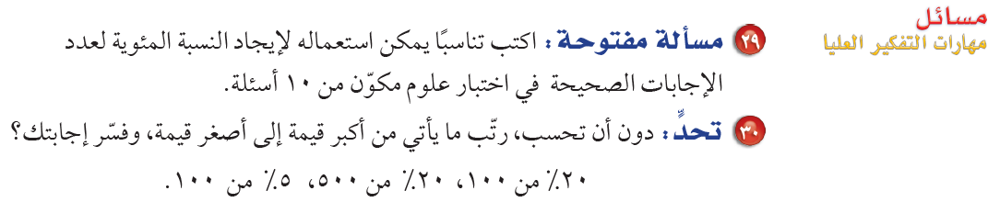 مسائل
مهارات التفكير العليا
٢٩ مسألة مفتوحة: اكتب تناسبًا يمكن استعماله لإيجاد النسبة المئوية لعدد
الإجابات الصحيحة في اختبار علوم مكوّن من ١٠ أسئلة.
٣٠ تحدٍّ: دون أن تحسب، رتّب ما يأتي من أكبر قيمة إلى أصغر قيمة، وفسّر إجابتك؟
٢٠٪ من ١٠٠، ٢٠٪ من ٥٠٠، ٥٪ من ١٠٠.